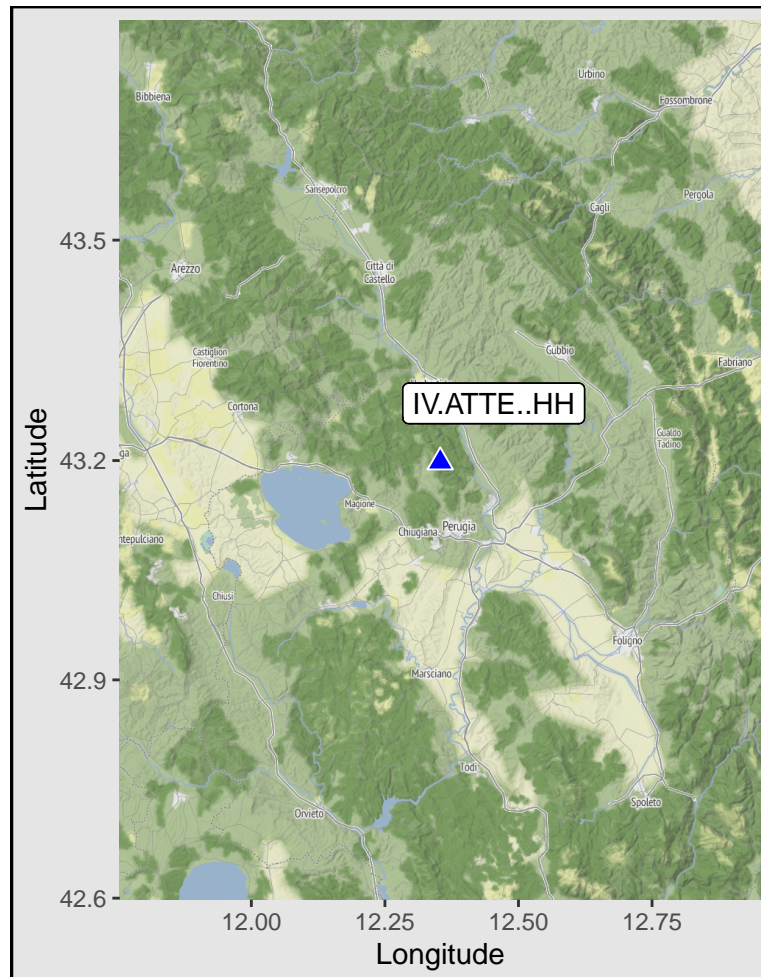 Urbino
Bibbiena
Fossombrone
Sansepolcro
Pergola
Cagli
43.5
Arezzo
Città di
Castello
Castiglion
Fiorentino
Gubbio
Fabriano
IV.ATTE..HH
Cortona
Gualdo
Tadino
Latitude
43.2
Magione
Chiugiana
Perugia
ntepulciano
Chiusi
Foligno
42.9
Marsciano
Todi
Spoleto
Orvieto
42.6
12.00
12.25
12.50
12.75
Longitude